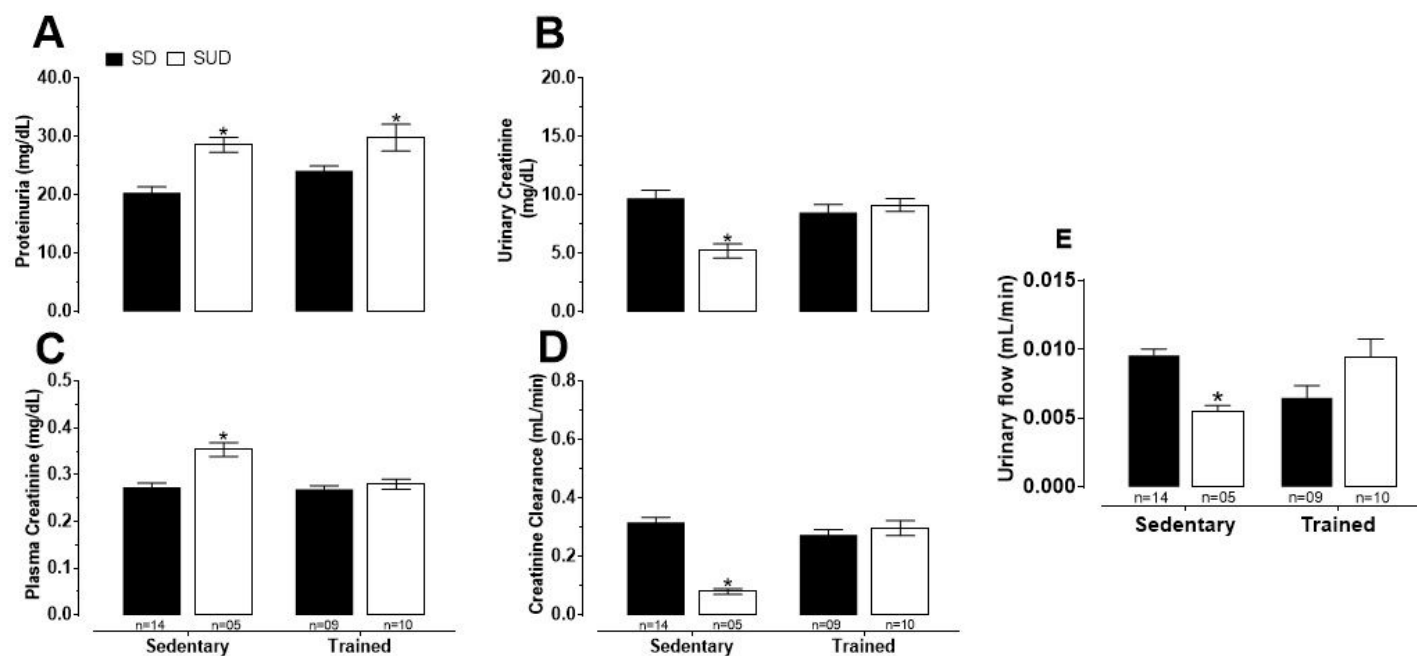 A
SD SUD
40.0
30.0
20.0
10.0
0.0
Proteinuria (mg/dL)
*
*
B
20.0
15.0
10.0
5.0
0.0
Urinary Creatinine
(mg/dL)
*
C
0.5
0.4
0.3
0.2
0.1
0.0
Plasma Creatinine (mg/dL)
*
n=14 n=05 n=09 n=10
Sedentary Trained
D
0.8
0.6
0.4
0.2
0.0
Creatinine Clearance (mL/min)
*
n=14 n=05 n=09 n=10
Sedentary Trained
E
0.015
0.010
0.005
0.000
Urinary flow (mL/min)
*
n=14 n=05 n=09 n=10
Sedentary Trained